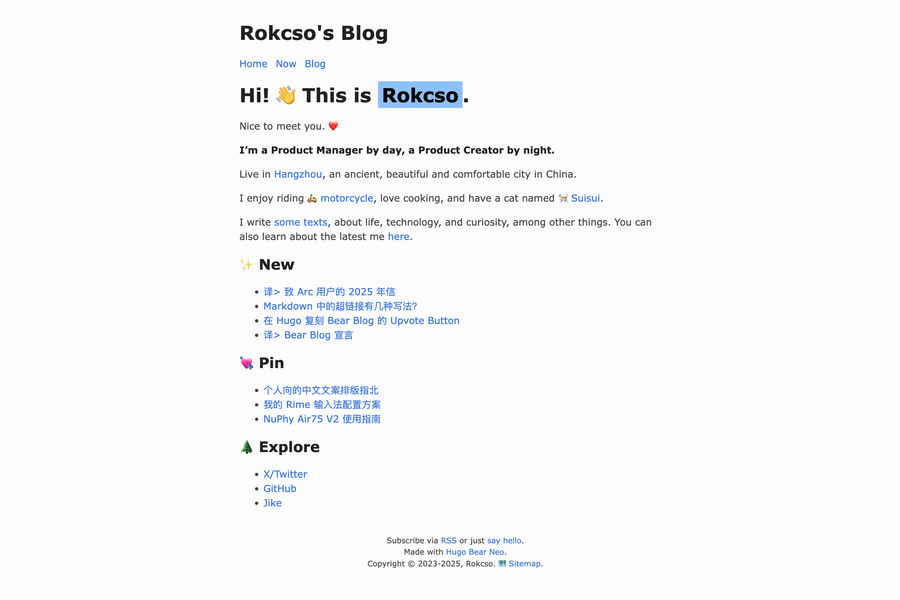 Rokcso's Blog
Home Now Blog
Hi! 👋 This is Rokcso.
Nice to meet you. ❤️
I’m a Product Manager by day, a Product Creator by night.
Live in Hangzhou, an ancient, beautiful and comfortable city in China.
I enjoy riding 🛵 motorcycle, love cooking, and have a cat named 🐈 Suisui.
I write some texts, about life, technology, and curiosity, among other things. You can
also learn about the latest me here.
✨ New
• 译> 致 Arc 用户的 2025 年信
• Markdown 中的超链接有几种写法?
• 在 Hugo 复刻 Bear Blog 的 Upvote Button
• 译> Bear Blog 宣言
💘 Pin
• 个人向的中文文案排版指北
• 我的 Rime 输入法配置方案
• NuPhy Air75 V2 使用指南
🌲 Explore
• X/Twitter
• GitHub
• Jike
Subscribe via RSS or just say hello.
Made with Hugo Bear Neo.
Copyright © 2023-2025, Rokcso. 🗺️ Sitemap.